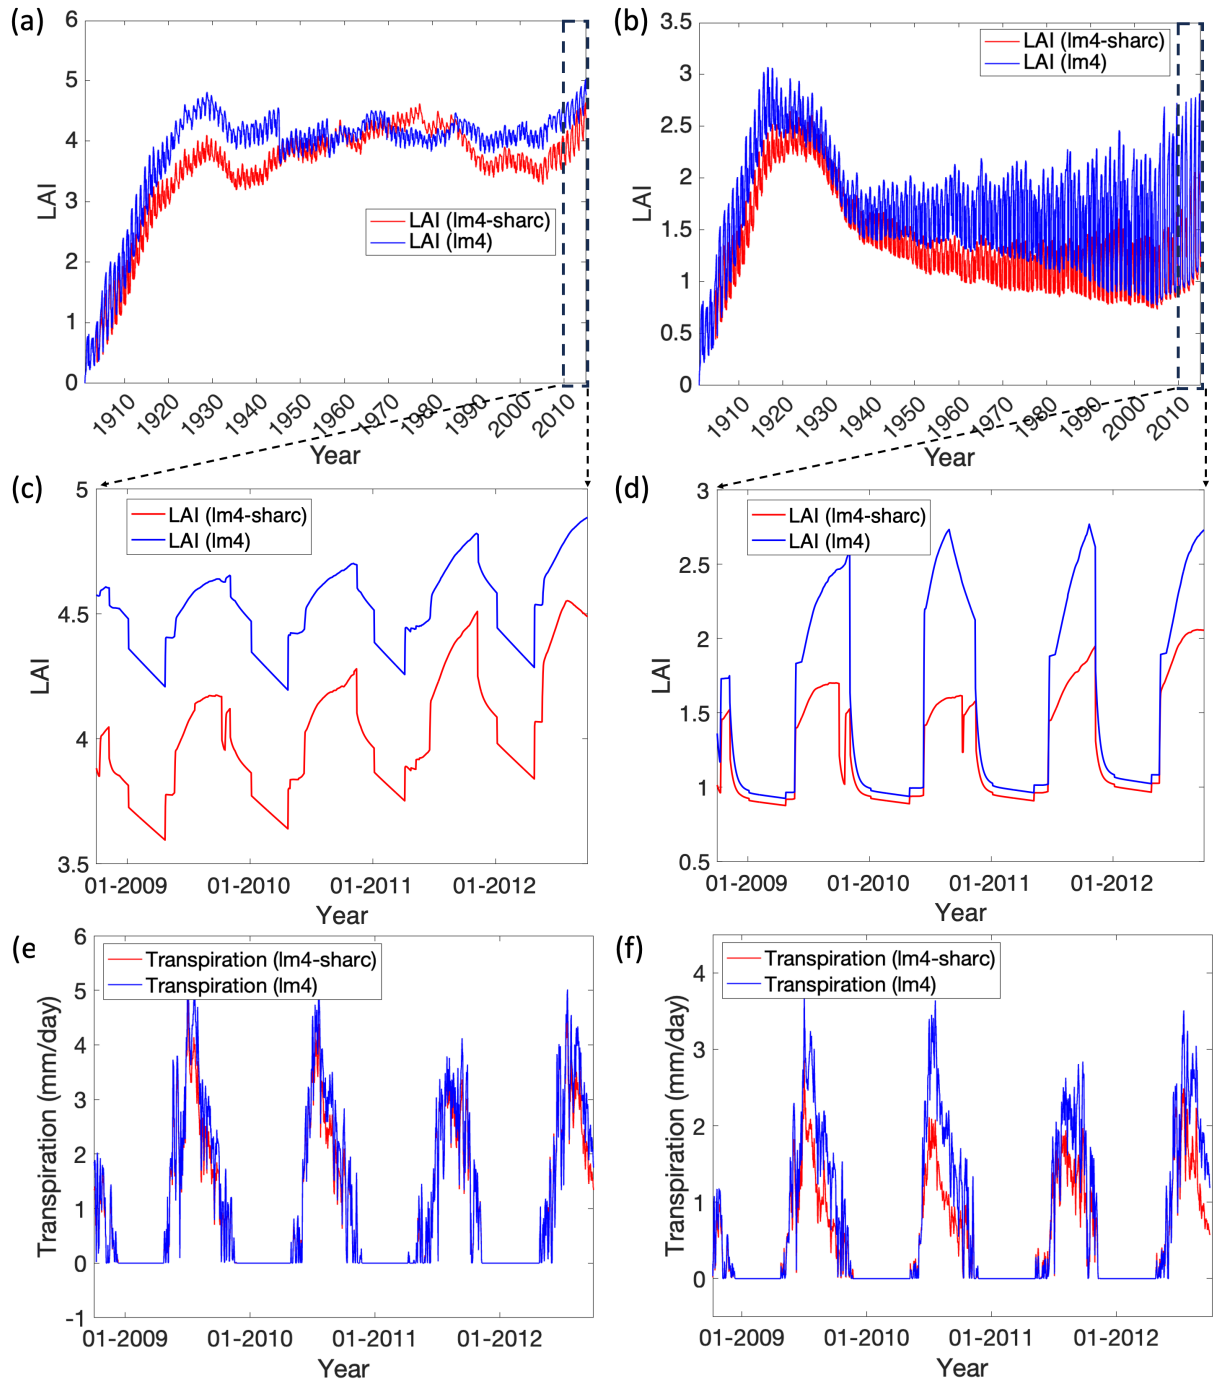 (a)
6
5
4
3
2
1
0
LAI
LAI (lm4-sharc)
LAI (lm4)
1910
1920
1930
1940
1950
1960
1970
1980
1990
2000
2010
Year
(b)
3.5
3
2.5
2
1.5
1
0.5
0
LAI
LAI (lm4-sharc)
LAI (lm4)
1910
1920
1930
1940
1950
1960
1970
1980
1990
2000
2010
Year
(c)
5
4.5
4
3.5
LAI
LAI (lm4-sharc)
LAI (lm4)
01-2009
01-2010
01-2011
01-2012
Year
(d)
3
2.5
2
1.5
1
0.5
LAI
LAI (lm4-sharc)
LAI (lm4)
01-2009
01-2010
01-2011
01-2012
Year
(e
6
5
4
3
2
1
0
-1
Transpiration (mm/day)
Transpiration (lm4-sharc)
Transpiration (lm4)
01-2009
01-2010
01-2011
01-2012
Year
(f)
4
3
2
1
0
Transpiration (mm/day)
Transpiration (lm4-sharc)
Transpiration (lm4)
01-2009
01-2010
01-2011
01-2012
Year